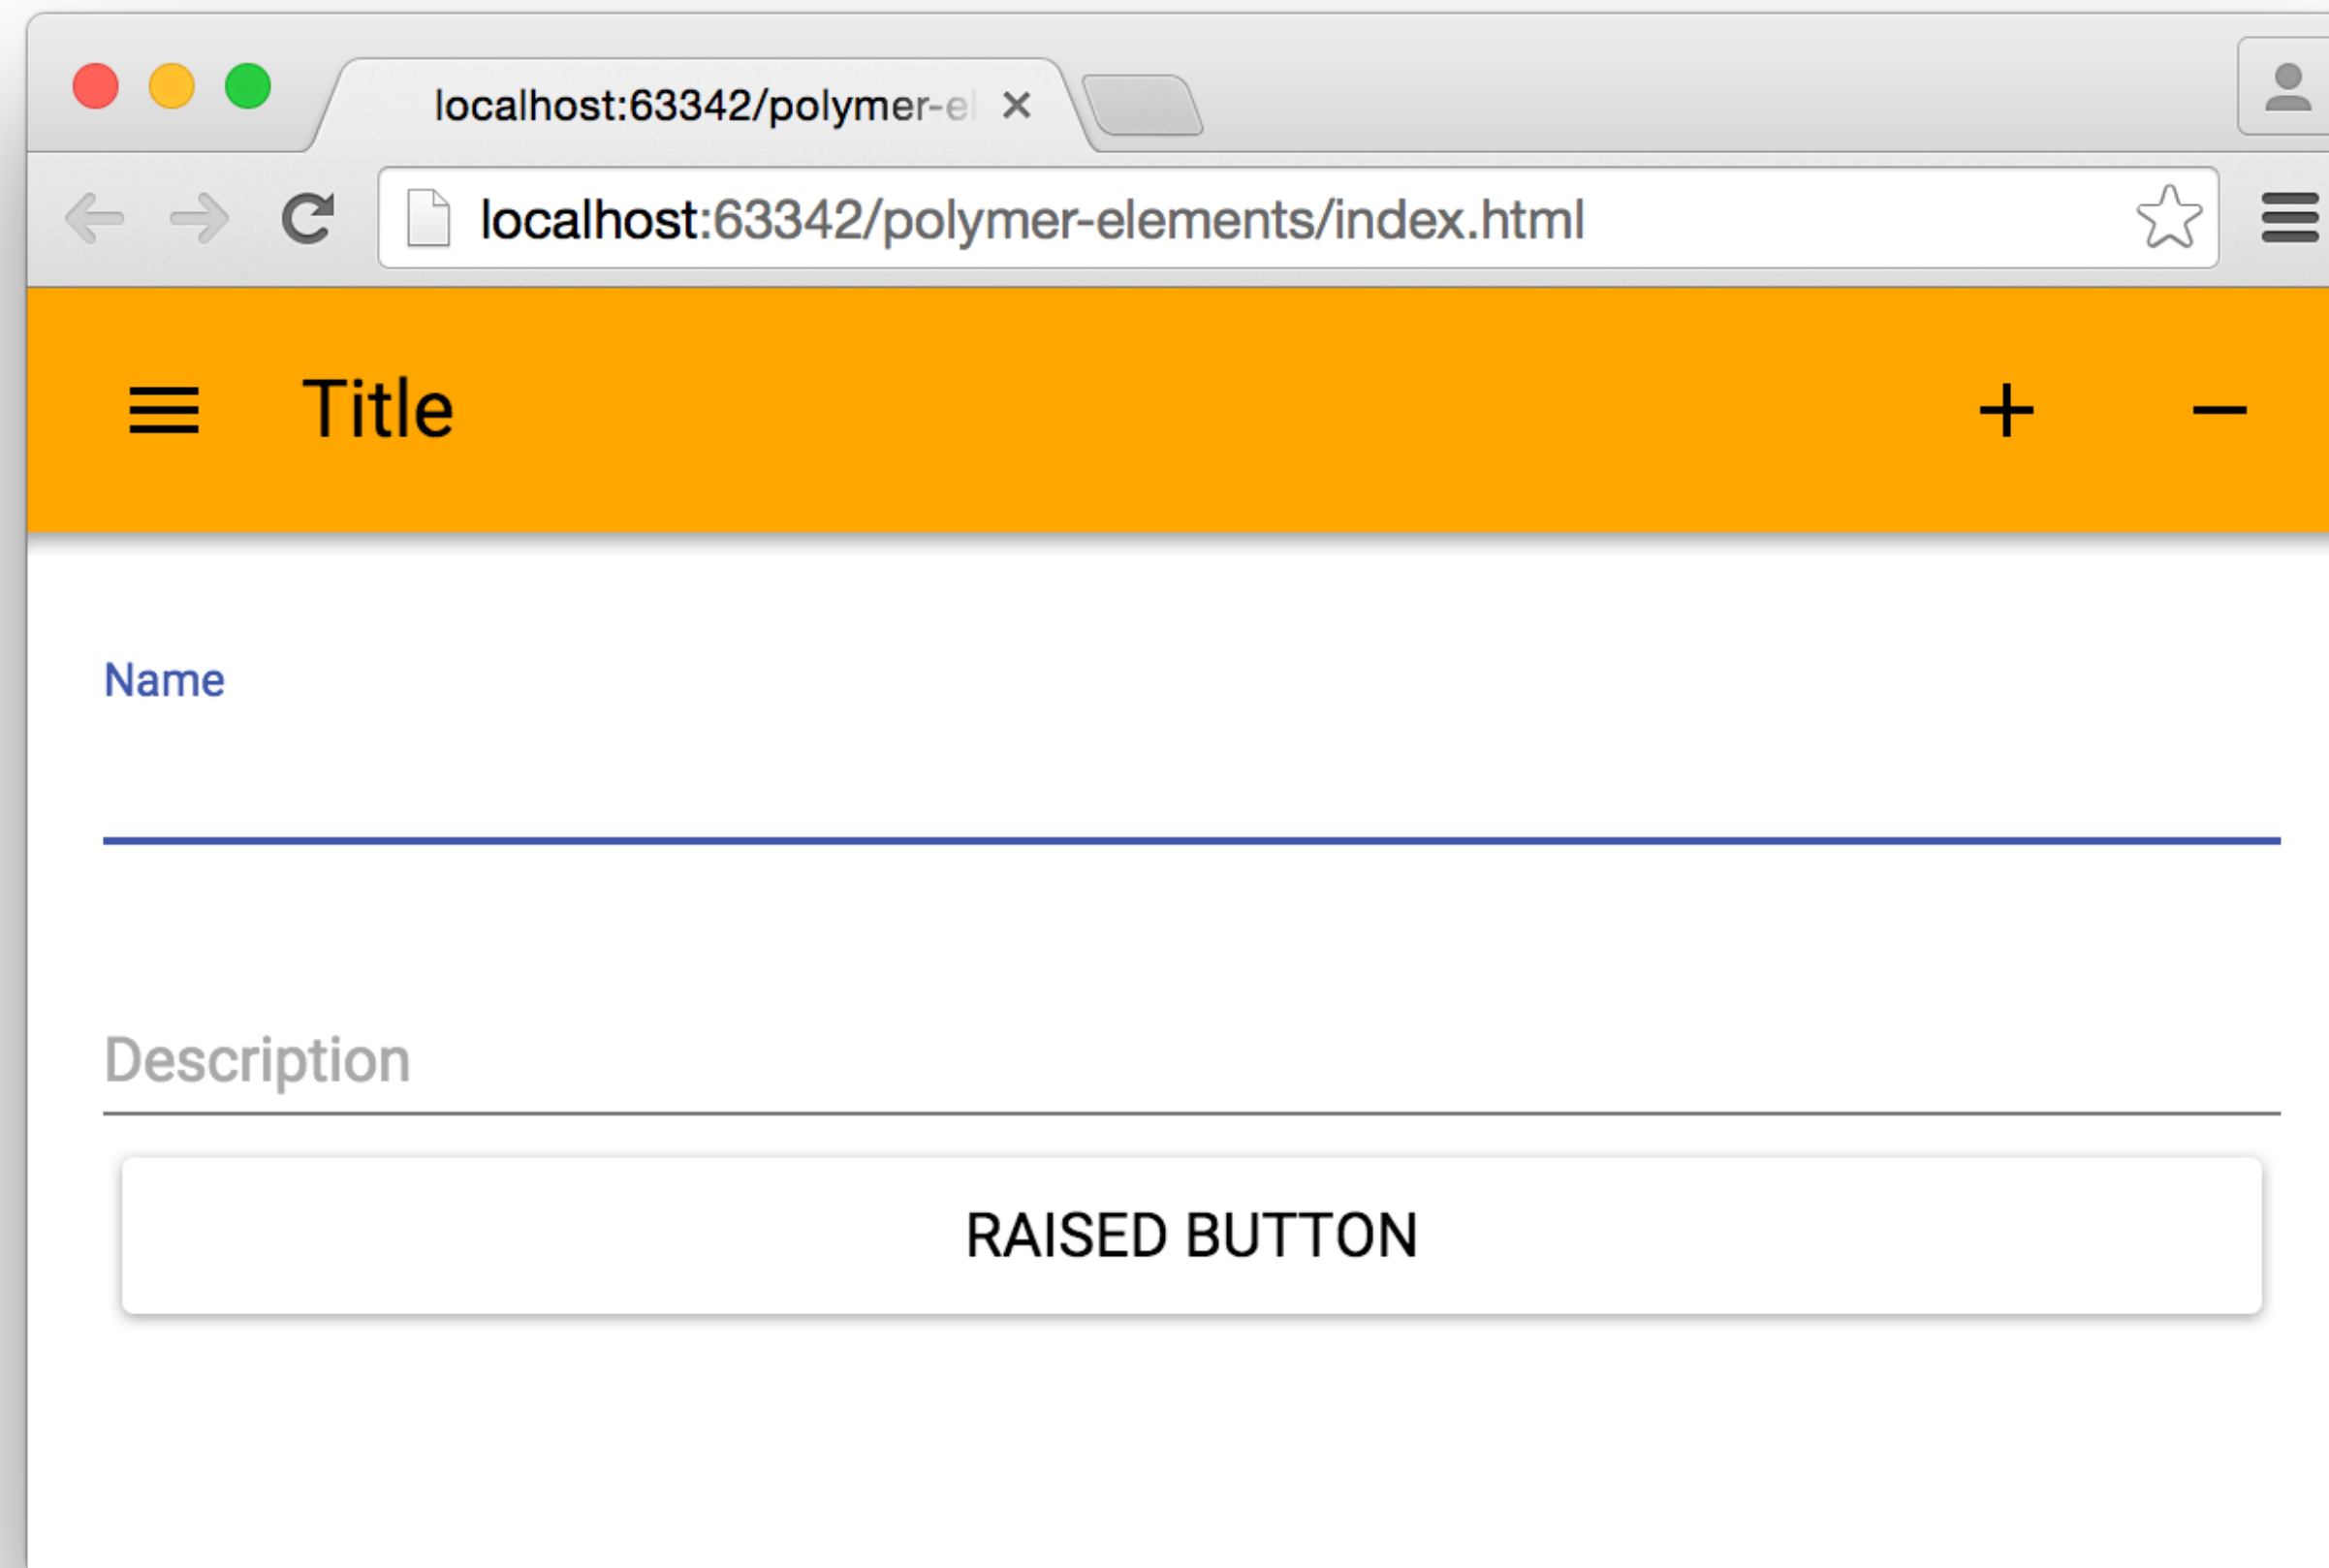 localhost:63342/polymer-el
localhost:63342/polymer-elements/index.html
Title
Name
Description
RAISED BUTTON